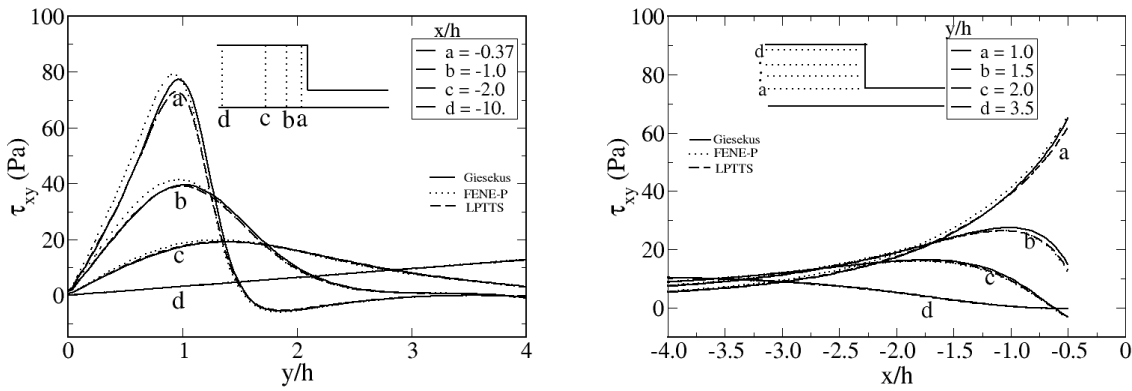 100
80
60
40
20
0
τxy (Pa)
0
1
2
3
4
y/h
x/h
a = -0.37
b = -1.0
c = -2.0
d = -10.
d
c
b
a
Giesekus
FENE-P
LPTTS
a
b
c
d
100
80
60
40
20
0
τxy (Pa)
-4.0
-3.5
-3.0
-2.5
-2.0
-1.5
-1.0
-0.5
0
x/h
y/h
a = 1.0
b = 1.5
c = 2.0
d = 3.5
d
a
Giesekus
FENE-P
LPTTS
a
b
c
d